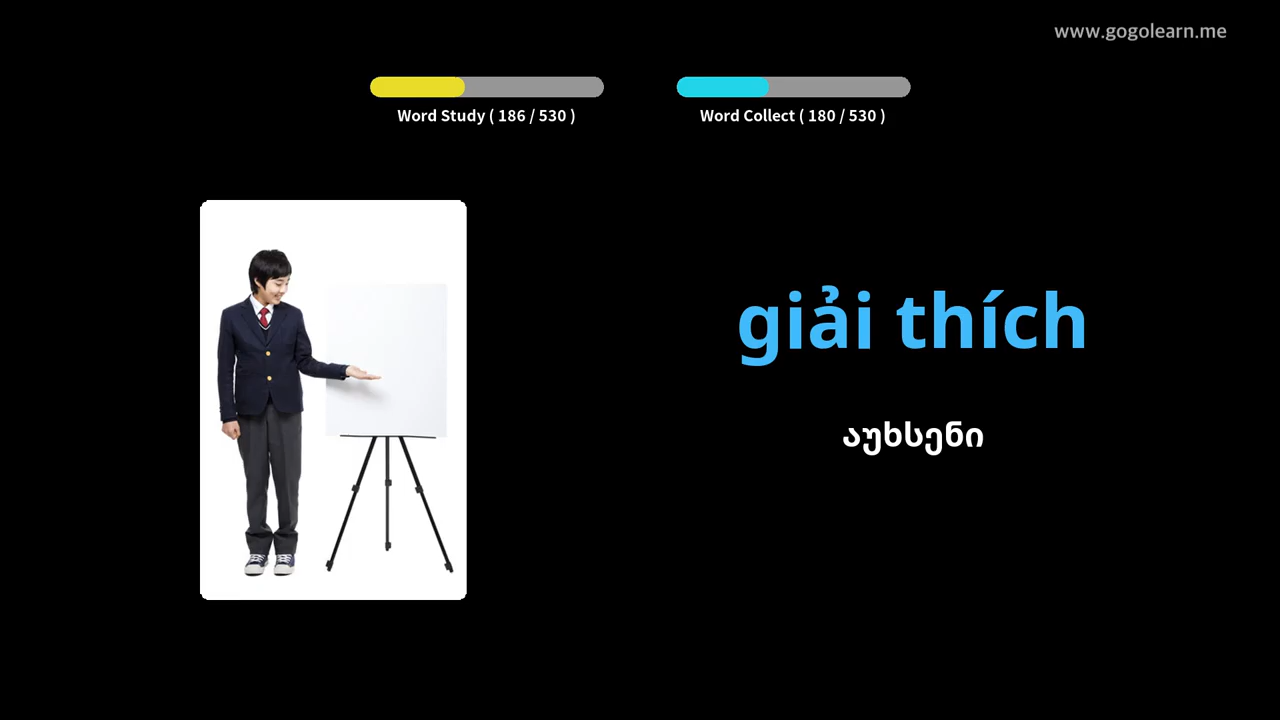 www.gogolearn.me
Word Study ( 186 / 530 )
Word Collect ( 180 / 530 )
giải thích
აუხსენი